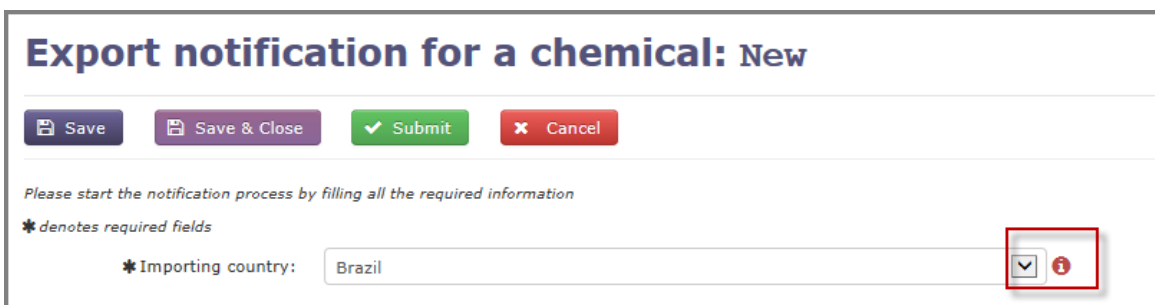 Export notification for a chemical: New
Save Save & Close Submit Cancel
Please start the notification process by filling all the required information
✱ denotes required fields
✱ Importing country: Brazil